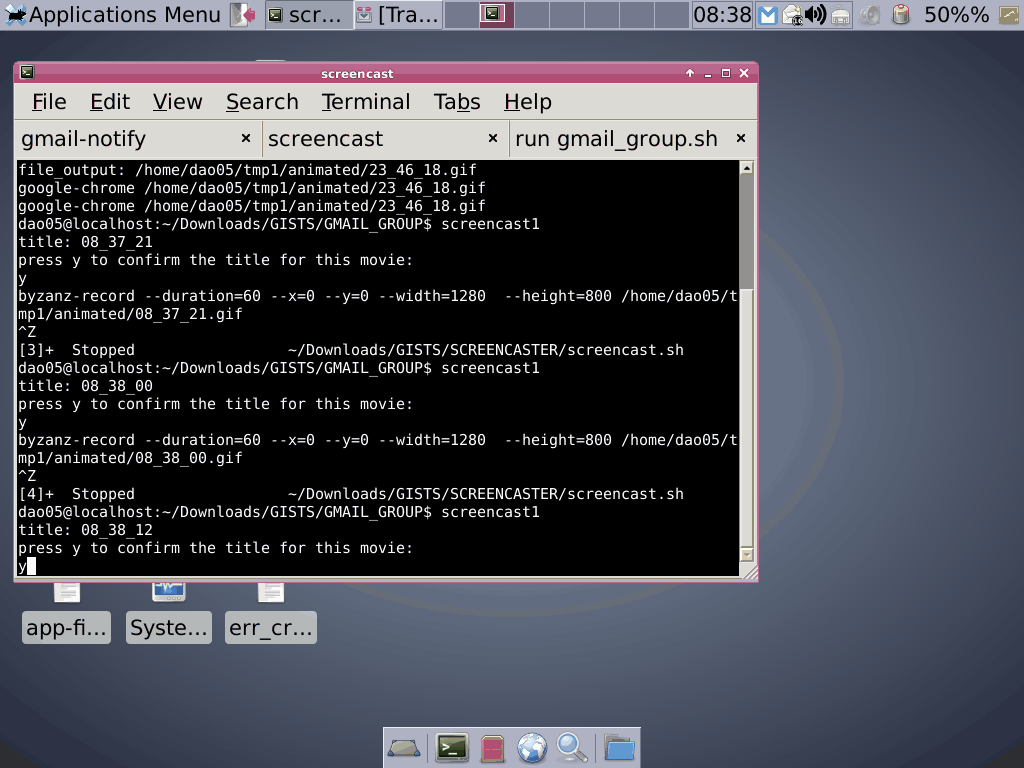 Applications Menu scr... [Tra... 08:38 50%%
screencast
File Edit View Search Terminal Tabs Help
gmail-notify × screencast × run gmail_group.sh ×
file_output: /home/dao05/tmp1/animated/23_46_18.gif
google-chrome /home/dao05/tmp1/animated/23_46_18.gif
google-chrome /home/dao05/tmp1/animated/23_46_18.gif
dao05@localhost:~/Downloads/GISTS/GMAIL_GROUP$ screencast1
title: 08_37_21
press y to confirm the title for this movie:
y
byzanz-record --duration=60 --x=0 --y=0 --width=1280  --height=800 /home/dao05/t
mp1/animated/08_37_21.gif
^Z
[3]+  Stopped                 ~/Downloads/GISTS/SCREENCASTER/screencast.sh
dao05@localhost:~/Downloads/GISTS/GMAIL_GROUP$ screencast1
title: 08_38_00
press y to confirm the title for this movie:
y
byzanz-record --duration=60 --x=0 --y=0 --width=1280  --height=800 /home/dao05/t
mp1/animated/08_38_00.gif
^Z
[4]+  Stopped                 ~/Downloads/GISTS/SCREENCASTER/screencast.sh
dao05@localhost:~/Downloads/GISTS/GMAIL_GROUP$ screencast1
title: 08_38_12
press y to confirm the title for this movie:
y
app-fi... Syste... err_cr...